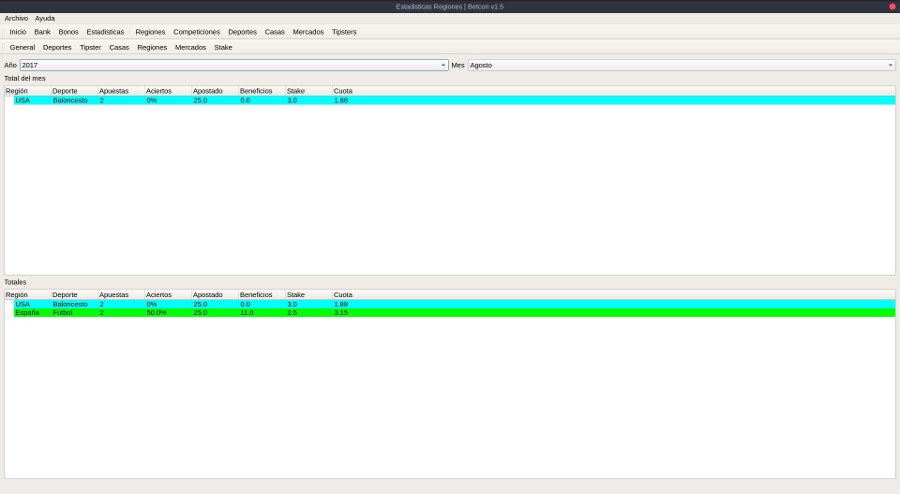 Estadisticas Regiones | Betcon v1.5
Archivo Ayuda
Inicio Bank Bonos Estadisticas Regiones Competiciones Deportes Casas Mercados Tipsters
General Deportes Tipster Casas Regiones Mercados Stake
Año 2017 Mes Agosto
Total del mes
Región Deporte Apuestas Aciertos Apostado Beneficios Stake Cuota
USA Baloncesto 2 0% 25.0 0.0 3.0 1.88
Totales
Región Deporte Apuestas Aciertos Apostado Beneficios Stake Cuota
USA Baloncesto 2 0% 25.0 0.0 3.0 1.88
España Futbol 2 50.0% 25.0 11.0 2.5 3.15